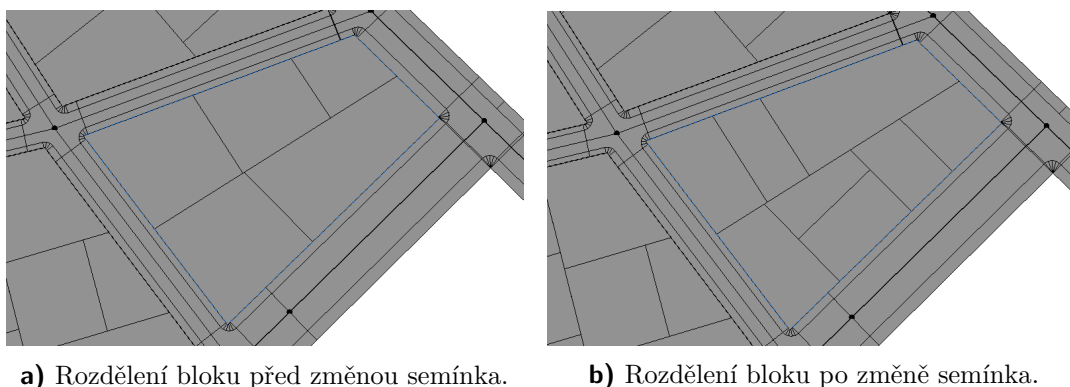 a) Rozdělení bloku před změnou semínka.
b) Rozdělení bloku po změně semínka.